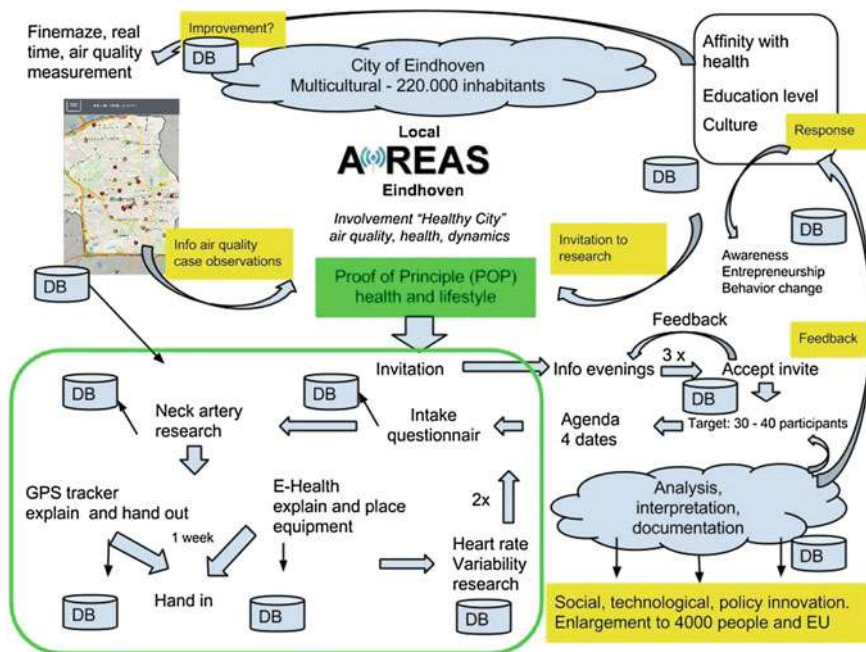 Finemaze, real
time, air quality
measurement
Improvement?
DB
City of Eindhoven
Multicultural - 220.000 inhabitants
Affinity with
health
Education level
Culture
Response
Local
AiREAS
Eindhoven
Involvement “Healthy City”
air quality, health, dynamics
DB
DB
Info air quality
case observations
Invitation to
research
Awareness
Entrepreneurship
Behavior change
DB
Proof of Principle (POP)
health and lifestyle
Feedback
Feedback
Invitation
Info evenings
3 x
Accept invite
DB
DB
DB
Neck artery
research
Intake
questionnair
Agenda
4 dates
Target: 30 - 40 participants
GPS tracker
explain and hand out
E-Health
explain and place
equipment
2x
Analysis,
interpretation,
documentation
1 week
Heart rate
Variability
research
DB
Hand in
DB
DB
DB
Social, technological, policy innovation.
Enlargement to 4000 people and EU